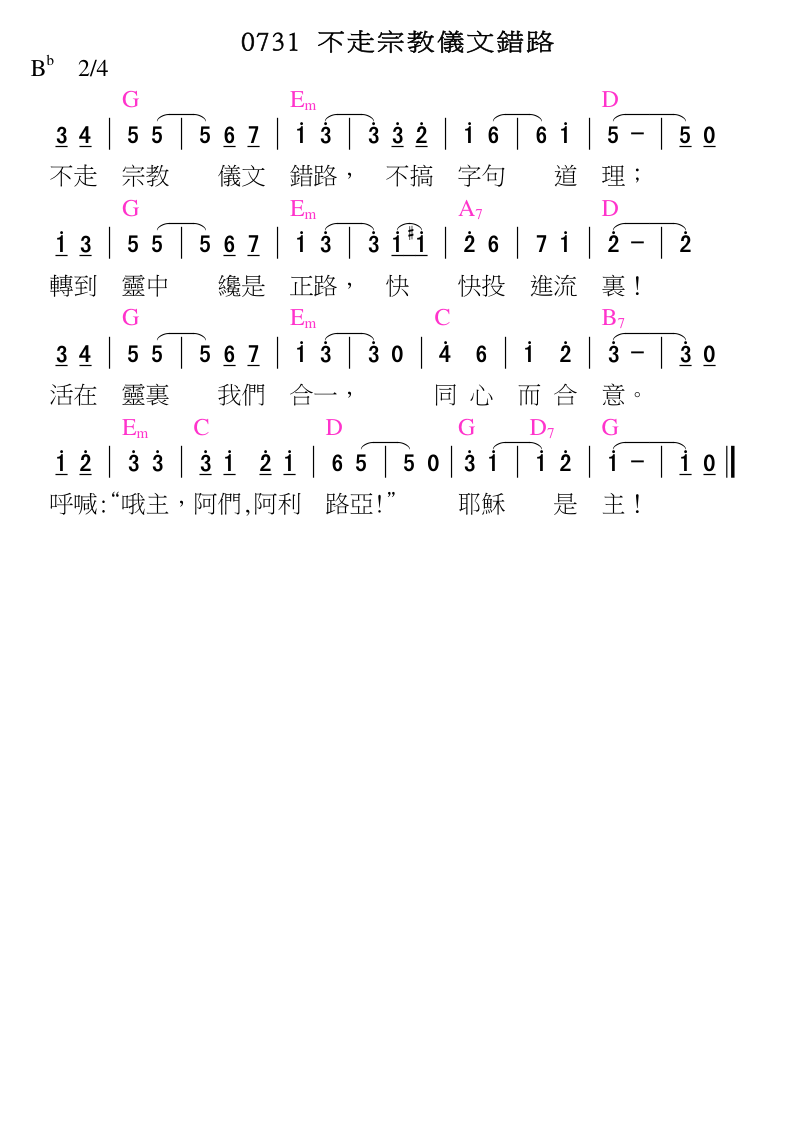 0731 不走宗教儀文錯路
B♭ 2/4
G Em D
3 4 | 5 5 | 5 6 7 | i 3̇ | 3̇ 3̇ 2̇ | i 6 | 6 i | 5 – | 5 0
不走 宗教 儀文 錯路， 不搞 字句 道 理；
G Em A7 D
i 3 | 5 5 | 5 6 7 | i 3̇ | 3̇ i #i | 2̇ 6 | 7 i | 2̇ – | 2̇
轉到 靈中 纔是 正路， 快 快投 進流 裏！
G Em C B7
3 4 | 5 5 | 5 6 7 | i 3̇ | 3̇ 0 | 4̇ 6 | i 2̇ | 3̇ – | 3̇ 0
活在 靈裏 我們 合一， 同 心 而 合 意。
Em C D G D7 G
i 2̇ | 3̇ 3̇ | 3̇ i 2̇ i | 6 5 | 5 0 | 3̇ i | i 2̇ | i – | i 0 ‖
呼喊:“哦主，阿們,阿利 路亞!” 耶穌 是 主！